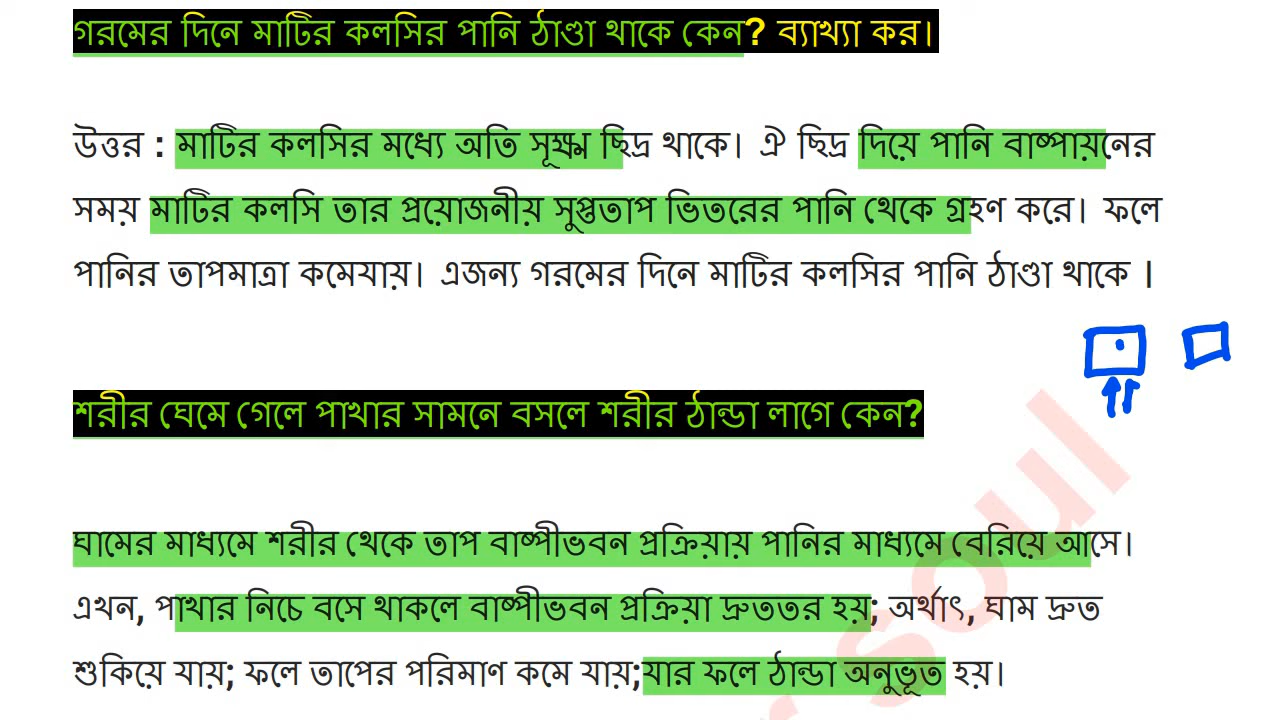 গরমের দিনে মাটির কলসির পানি ঠাণ্ডা থাকে কেন? ব্যাখ্যা কর।
উত্তর : মাটির কলসির মধ্যে অতি সূক্ষ্ম ছিদ্র থাকে। ঐ ছিদ্র দিয়ে পানি বাষ্পায়নের
সময় মাটির কলসি তার প্রয়োজনীয় সুপ্ততাপ ভিতরের পানি থেকে গ্রহণ করে। ফলে
পানির তাপমাত্রা কমেযায়। এজন্য গরমের দিনে মাটির কলসির পানি ঠাণ্ডা থাকে ।
শরীর ঘেমে গেলে পাখার সামনে বসলে শরীর ঠান্ডা লাগে কেন?
ঘামের মাধ্যমে শরীর থেকে তাপ বাষ্পীভবন প্রক্রিয়ায় পানির মাধ্যমে বেরিয়ে আসে।
এখন, পাখার নিচে বসে থাকলে বাষ্পীভবন প্রক্রিয়া দ্রুততর হয়; অর্থাৎ, ঘাম দ্রুত
শুকিয়ে যায়; ফলে তাপের পরিমাণ কমে যায়;যার ফলে ঠান্ডা অনুভূত হয়।
soul